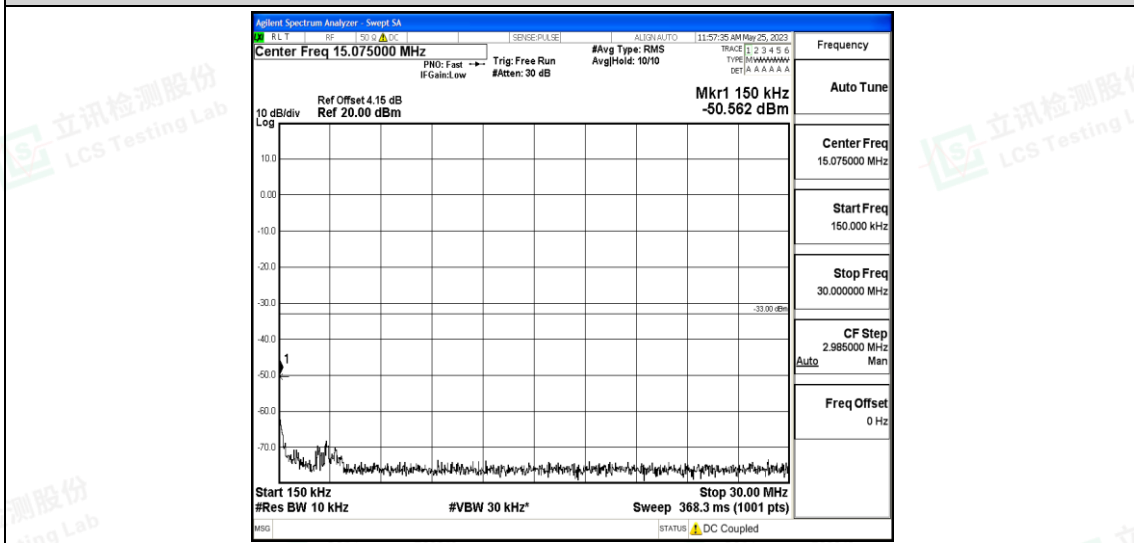 Agilent Spectrum Analyzer - Swept SA
RLT RF 50 Ω DC SENSE:PULSE ALIGN AUTO 11:57:35 AM May 25, 2023
Center Freq 15.075000 MHz
PNO: Fast
IFGain:Low
Trig: Free Run
#Atten: 30 dB
#Avg Type: RMS
Avg|Hold: 10/10
TRACE 1 2 3 4 5 6
TYPE M
DET A A A A A A
Frequency
Mkr1 150 kHz
-50.562 dBm
Ref Offset 4.15 dB
10 dB/div Ref 20.00 dBm
Log
10.0
0.00
-10.0
-20.0
-30.0
-33.00 dBm
-40.0
1
-50.0
-60.0
-70.0
Start 150 kHz Stop 30.00 MHz
#Res BW 10 kHz #VBW 30 kHz* Sweep 368.3 ms (1001 pts)
MSG STATUS DC Coupled
Auto Tune
Center Freq
15.075000 MHz
Start Freq
150.000 kHz
Stop Freq
30.000000 MHz
CF Step
2.985000 MHz
Auto Man
Freq Offset
0 Hz
立讯检测股份
LCS Testing Lab
立讯检测股份
LCS Testing L
测股份